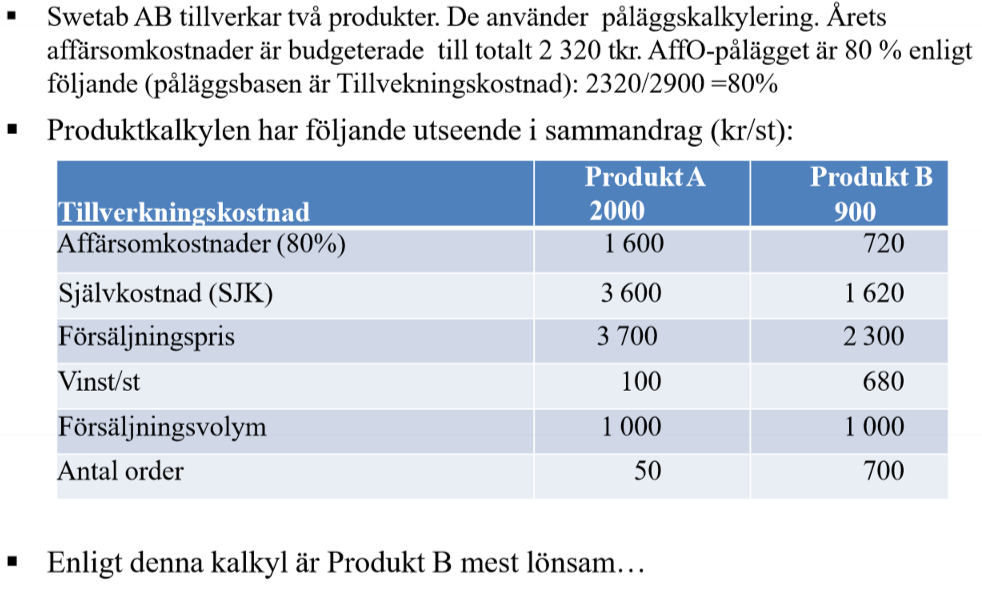 ▪ Swetab AB tillverkar två produkter. De använder påläggskalkylering. Årets
affärsomkostnader är budgeterade till totalt 2 320 tkr. AffO-pålägget är 80 % enligt
följande (påläggsbasen är Tillvekningskostnad): 2320/2900 =80%
▪ Produktkalkylen har följande utseende i sammandrag (kr/st):
Produkt A Produkt B
Tillverkningskostnad 2000 900
Affärsomkostnader (80%) 1 600 720
Självkostnad (SJK) 3 600 1 620
Försäljningspris 3 700 2 300
Vinst/st 100 680
Försäljningsvolym 1 000 1 000
Antal order 50 700
▪ Enligt denna kalkyl är Produkt B mest lönsam…